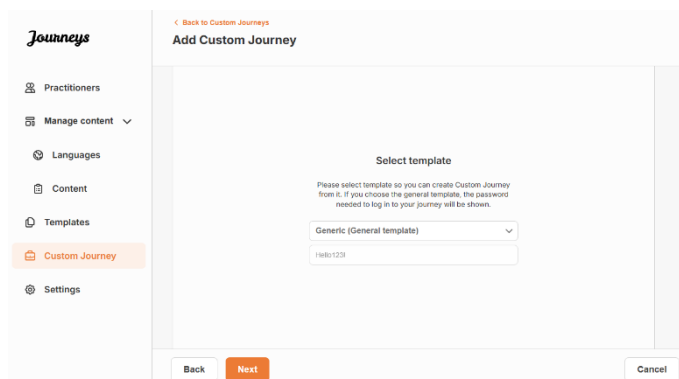 Journeys
Back to Custom Journeys
Add Custom Journey
Practitioners
Manage content
Languages
Content
Templates
Custom Journey
Settings
Select template
Please select template so you can create Custom Journey
from it. If you choose the general template, the password
needed to log in to your journey will be shown.
Generic (General template)
Hello123!
Back
Next
Cancel